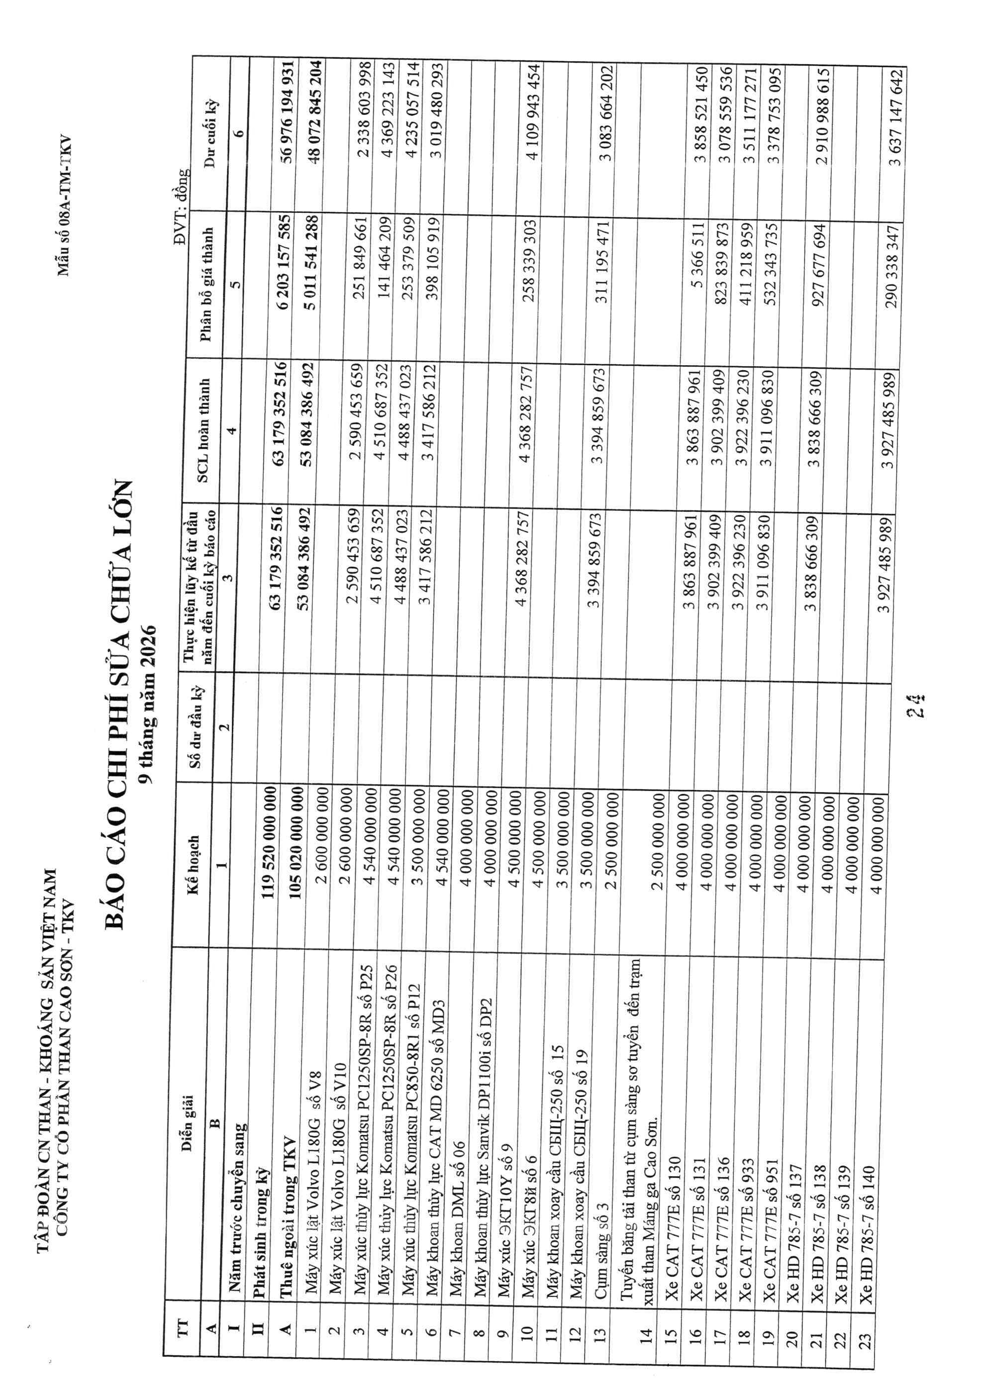 TẬP ĐOÀN CN THAN - KHOÁNG SẢN VIỆT NAM
CÔNG TY CỔ PHẦN THAN CAO SƠN - TKV
Mẫu số 08A-TM-TKV
BÁO CÁO CHI PHÍ SỬA CHỮA LỚN
9 tháng năm 2026
ĐVT: đồng
TT Diễn giải Kế hoạch Số dư đầu kỳ Thực hiện lũy kế từ đầu năm đến cuối kỳ báo cáo SCL hoàn thành Phân bổ giá thành Dư cuối kỳ
A B 1 2 3 4 5 6
I Năm trước chuyển sang
II Phát sinh trong kỳ 119 520 000 000 63 179 352 516 63 179 352 516 6 203 157 585 56 976 194 931
A Thuê ngoài trong TKV 105 020 000 000 53 084 386 492 53 084 386 492 5 011 541 288 48 072 845 204
1 Máy xúc lật Volvo L180G số V8 2 600 000 000
2 Máy xúc lật Volvo L180G số V10 2 600 000 000 2 590 453 659 2 590 453 659 251 849 661 2 338 603 998
3 Máy xúc thủy lực Komatsu PC1250SP-8R số P25 4 540 000 000 4 510 687 352 4 510 687 352 141 464 209 4 369 223 143
4 Máy xúc thủy lực Komatsu PC1250SP-8R số P26 4 540 000 000 4 488 437 023 4 488 437 023 253 379 509 4 235 057 514
5 Máy xúc thủy lực Komatsu PC850-8R1 số P12 3 500 000 000 3 417 586 212 3 417 586 212 398 105 919 3 019 480 293
6 Máy khoan thủy lực CAT MD 6250 số MD3 4 540 000 000
7 Máy khoan DML số 06 4 000 000 000
8 Máy khoan thủy lực Sanvik DP1100i số DP2 4 000 000 000
9 Máy xúc ЭКГ10У số 9 4 500 000 000 4 368 282 757 4 368 282 757 258 339 303 4 109 943 454
10 Máy xúc ЭКГ8й số 6 4 500 000 000
11 Máy khoan xoay cầu СБЩ-250 số 15 3 500 000 000
12 Máy khoan xoay cầu СБЩ-250 số 19 3 500 000 000 3 394 859 673 3 394 859 673 311 195 471 3 083 664 202
13 Cụm sàng số 3 2 500 000 000
14 Tuyến băng tải than từ cụm sàng sơ tuyển đến trạm xuất than Máng ga Cao Sơn. 2 500 000 000
15 Xe CAT 777E số 130 4 000 000 000 3 863 887 961 3 863 887 961 5 366 511 3 858 521 450
16 Xe CAT 777E số 131 4 000 000 000 3 902 399 409 3 902 399 409 823 839 873 3 078 559 536
17 Xe CAT 777E số 136 4 000 000 000 3 922 396 230 3 922 396 230 411 218 959 3 511 177 271
18 Xe CAT 777E số 933 4 000 000 000 3 911 096 830 3 911 096 830 532 343 735 3 378 753 095
19 Xe CAT 777E số 951 4 000 000 000
20 Xe HD 785-7 số 137 4 000 000 000 3 838 666 309 3 838 666 309 927 677 694 2 910 988 615
21 Xe HD 785-7 số 138 4 000 000 000
22 Xe HD 785-7 số 139 4 000 000 000
23 Xe HD 785-7 số 140 4 000 000 000 3 927 485 989 3 927 485 989 290 338 347 3 637 147 642
24